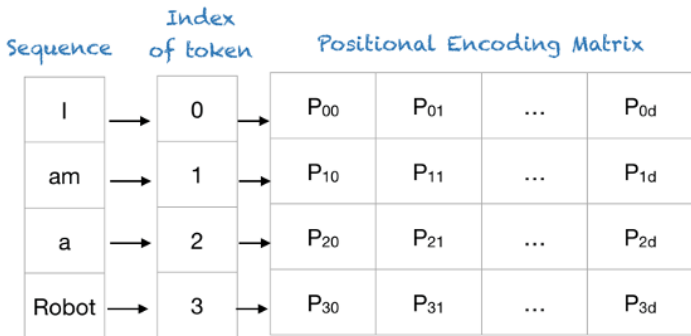 Sequence Index of token Positional Encoding Matrix
I 0 P₀₀ P₀₁ ... P₀d
am 1 P₁₀ P₁₁ ... P₁d
a 2 P₂₀ P₂₁ ... P₂d
Robot 3 P₃₀ P₃₁ ... P₃d